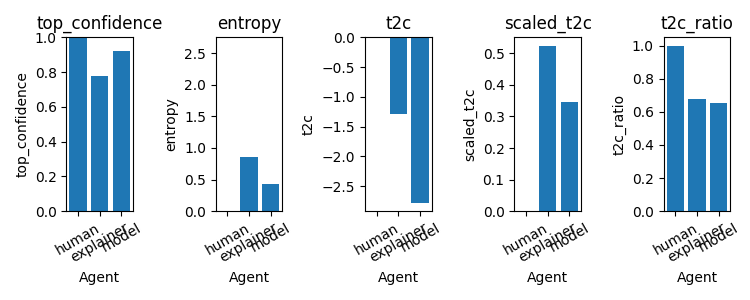 top_confidence
top_confidence
1.0
0.8
0.6
0.4
0.2
0.0
human
explainer
model
Agent
entropy
entropy
2.5
2.0
1.5
1.0
0.5
0.0
human
explainer
model
Agent
t2c
t2c
0.0
−0.5
−1.0
−1.5
−2.0
−2.5
human
explainer
model
Agent
scaled_t2c
scaled_t2c
0.5
0.4
0.3
0.2
0.1
0.0
human
explainer
model
Agent
t2c_ratio
t2c_ratio
1.0
0.8
0.6
0.4
0.2
0.0
human
explainer
model
Agent